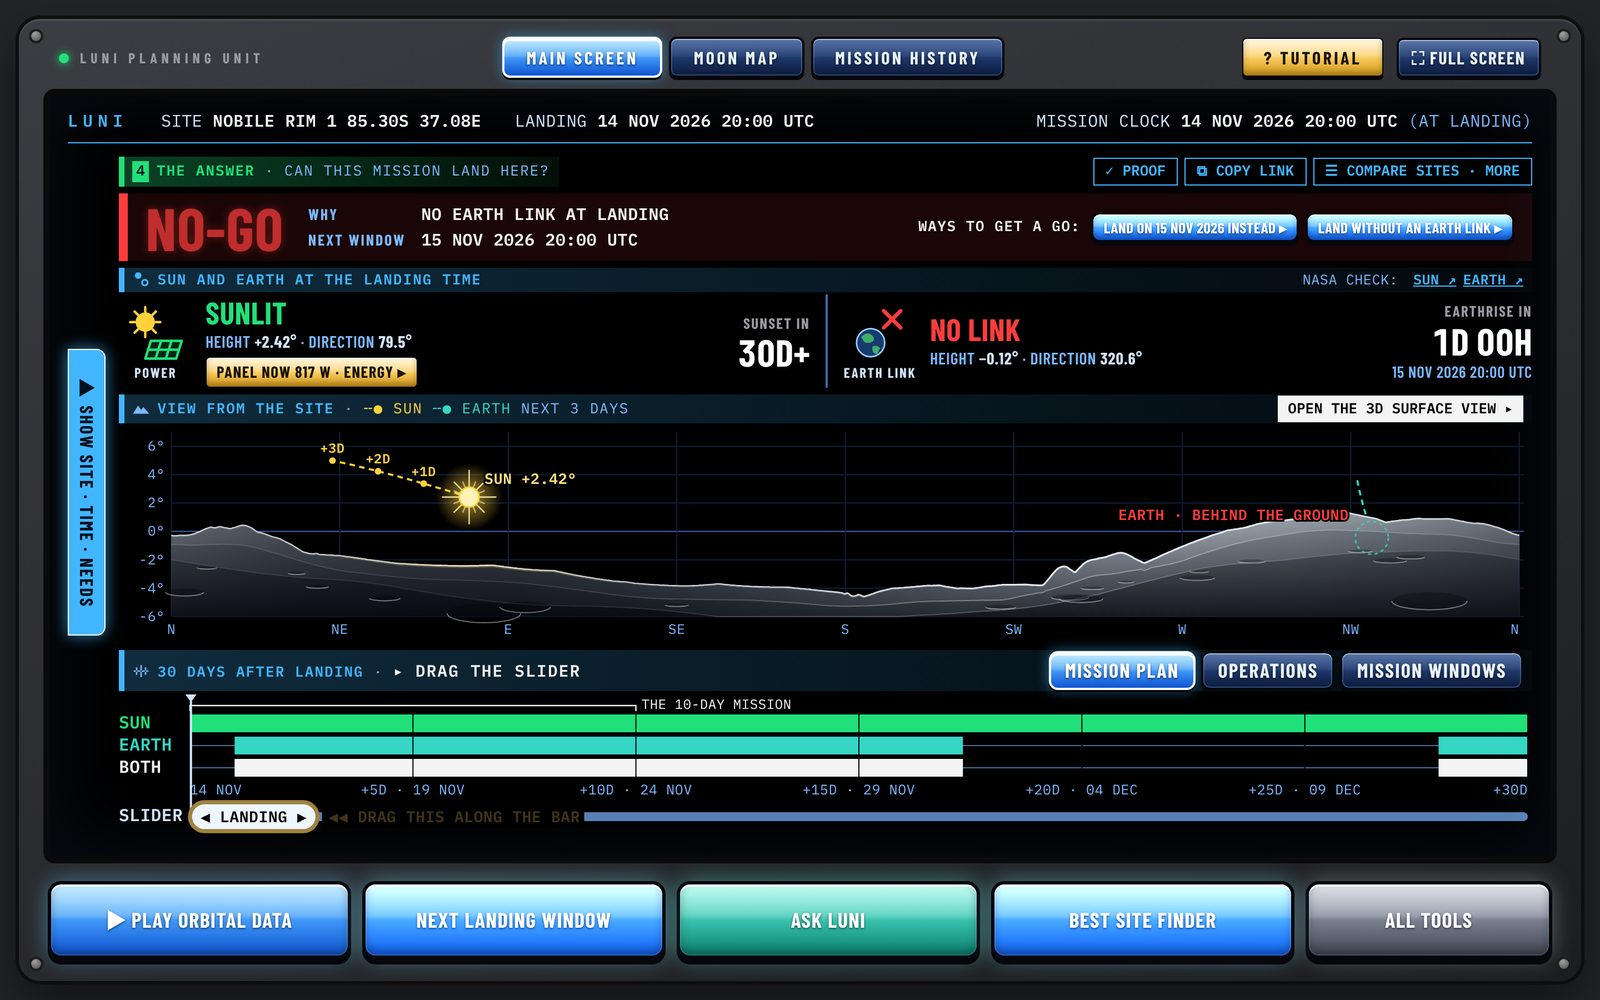 LUNI PLANNING UNIT
MAIN SCREEN
MOON MAP
MISSION HISTORY
? TUTORIAL
FULL SCREEN
LUNI SITE NOBILE RIM 1 85.30S 37.08E LANDING 14 NOV 2026 20:00 UTC MISSION CLOCK 14 NOV 2026 20:00 UTC (AT LANDING)
4 THE ANSWER · CAN THIS MISSION LAND HERE?
✓ PROOF
⧉ COPY LINK
☰ COMPARE SITES · MORE
NO-GO
WHY NO EARTH LINK AT LANDING
NEXT WINDOW 15 NOV 2026 20:00 UTC
WAYS TO GET A GO:
LAND ON 15 NOV 2026 INSTEAD ▸
LAND WITHOUT AN EARTH LINK ▸
SUN AND EARTH AT THE LANDING TIME
NASA CHECK: SUN ↗ EARTH ↗
POWER
SUNLIT
HEIGHT +2.42° · DIRECTION 79.5°
PANEL NOW 817 W · ENERGY ▸
SUNSET IN
30D+
EARTH LINK
NO LINK
HEIGHT −0.12° · DIRECTION 320.6°
EARTHRISE IN
1D 00H
15 NOV 2026 20:00 UTC
▶ SHOW SITE · TIME · NEEDS
VIEW FROM THE SITE · SUN EARTH NEXT 3 DAYS
OPEN THE 3D SURFACE VIEW ▸
6°
4°
2°
0°
-2°
-4°
-6°
+3D
+2D
+1D
SUN +2.42°
EARTH · BEHIND THE GROUND
N NE E SE S SW W NW N
30 DAYS AFTER LANDING · ▸ DRAG THE SLIDER
MISSION PLAN
OPERATIONS
MISSION WINDOWS
THE 10-DAY MISSION
SUN
EARTH
BOTH
14 NOV +5D · 19 NOV +10D · 24 NOV +15D · 29 NOV +20D · 04 DEC +25D · 09 DEC +30D
SLIDER ◀ LANDING ▶ ◀◀ DRAG THIS ALONG THE BAR
▶ PLAY ORBITAL DATA
NEXT LANDING WINDOW
ASK LUNI
BEST SITE FINDER
ALL TOOLS